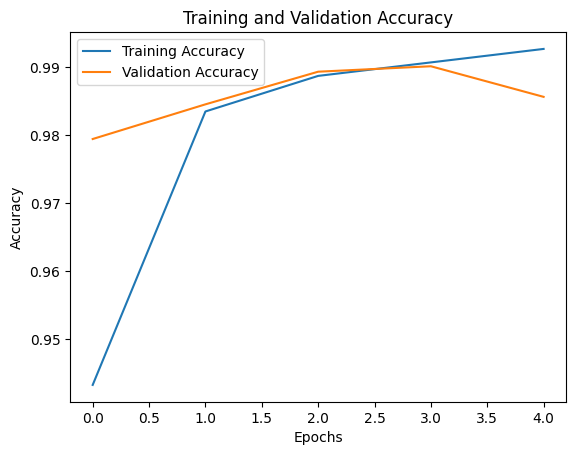 Training and Validation Accuracy
Training Accuracy
Validation Accuracy
Accuracy
0.99
0.98
0.97
0.96
0.95
0.0 0.5 1.0 1.5 2.0 2.5 3.0 3.5 4.0
Epochs